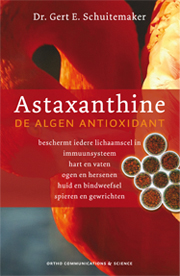 Dr. Gert E. Schuitemaker
Astaxanthine
DE ALGEN ANTIOXIDANT
beschermt iedere lichaamscel in
immuunsysteem
hart en vaten
ogen en hersenen
huid en bindweefsel
spieren en gewrichten
ORTHO COMMUNICATIONS & SCIENCE